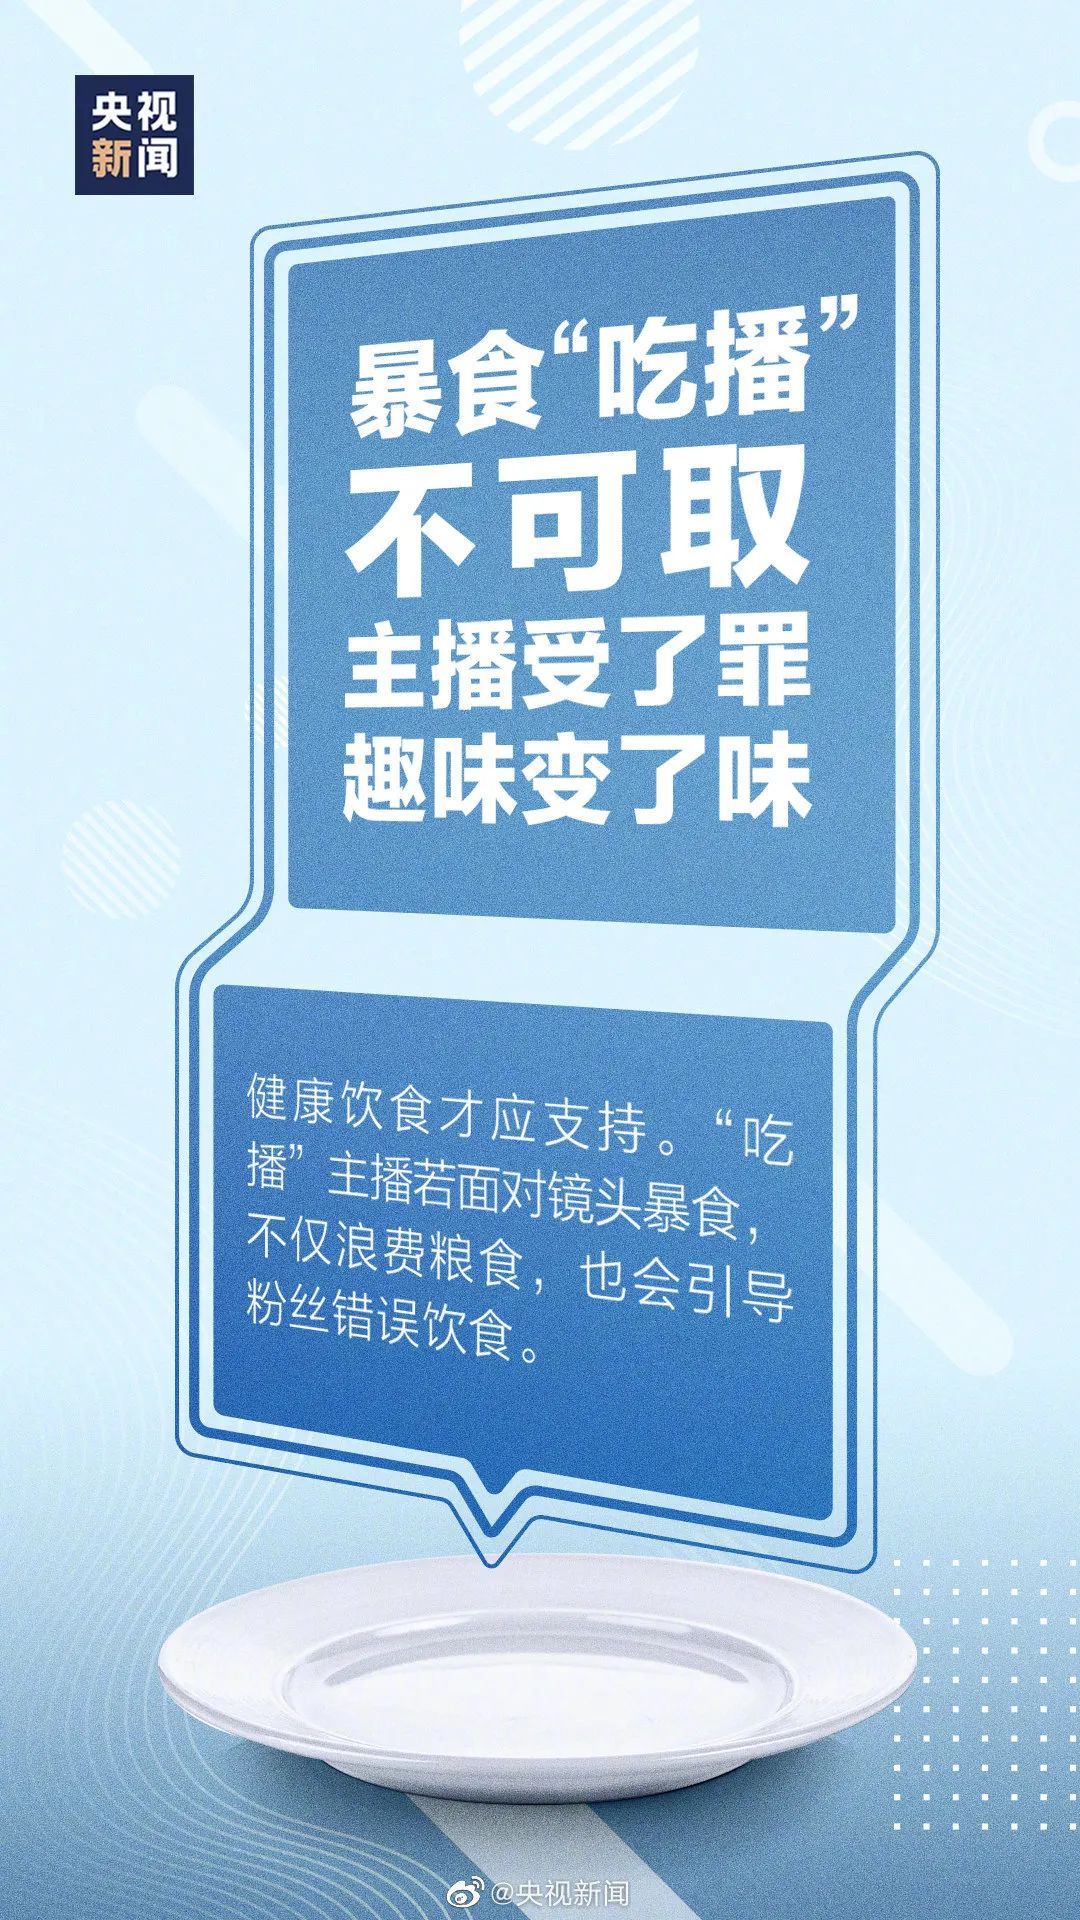 央视
新闻
暴食“吃播”
不可取
主播受了罪
趣味变了味
健康饮食才应支持。“吃
播”主播若面对镜头暴食，
不仅浪费粮食，也会引导
粉丝错误饮食。
@央视新闻